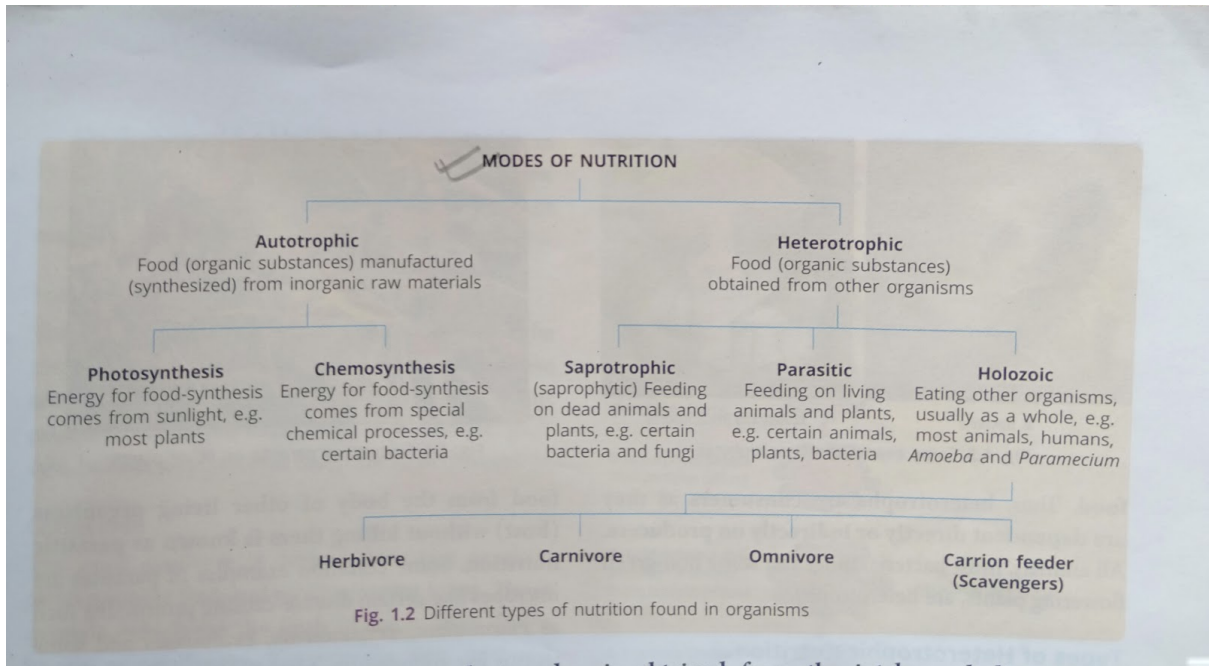 MODES OF NUTRITION
Autotrophic
Food (organic substances) manufactured
(synthesized) from inorganic raw materials
Heterotrophic
Food (organic substances)
obtained from other organisms
Photosynthesis
Energy for food-synthesis
comes from sunlight, e.g.
most plants
Chemosynthesis
Energy for food-synthesis
comes from special
chemical processes, e.g.
certain bacteria
Saprotrophic
(saprophytic) Feeding
on dead animals and
plants, e.g. certain
bacteria and fungi
Parasitic
Feeding on living
animals and plants,
e.g. certain animals,
plants, bacteria
Holozoic
Eating other organisms,
usually as a whole, e.g.
most animals, humans,
Amoeba and Paramecium
Herbivore
Carnivore
Omnivore
Carrion feeder
(Scavengers)
Fig. 1.2 Different types of nutrition found in organisms